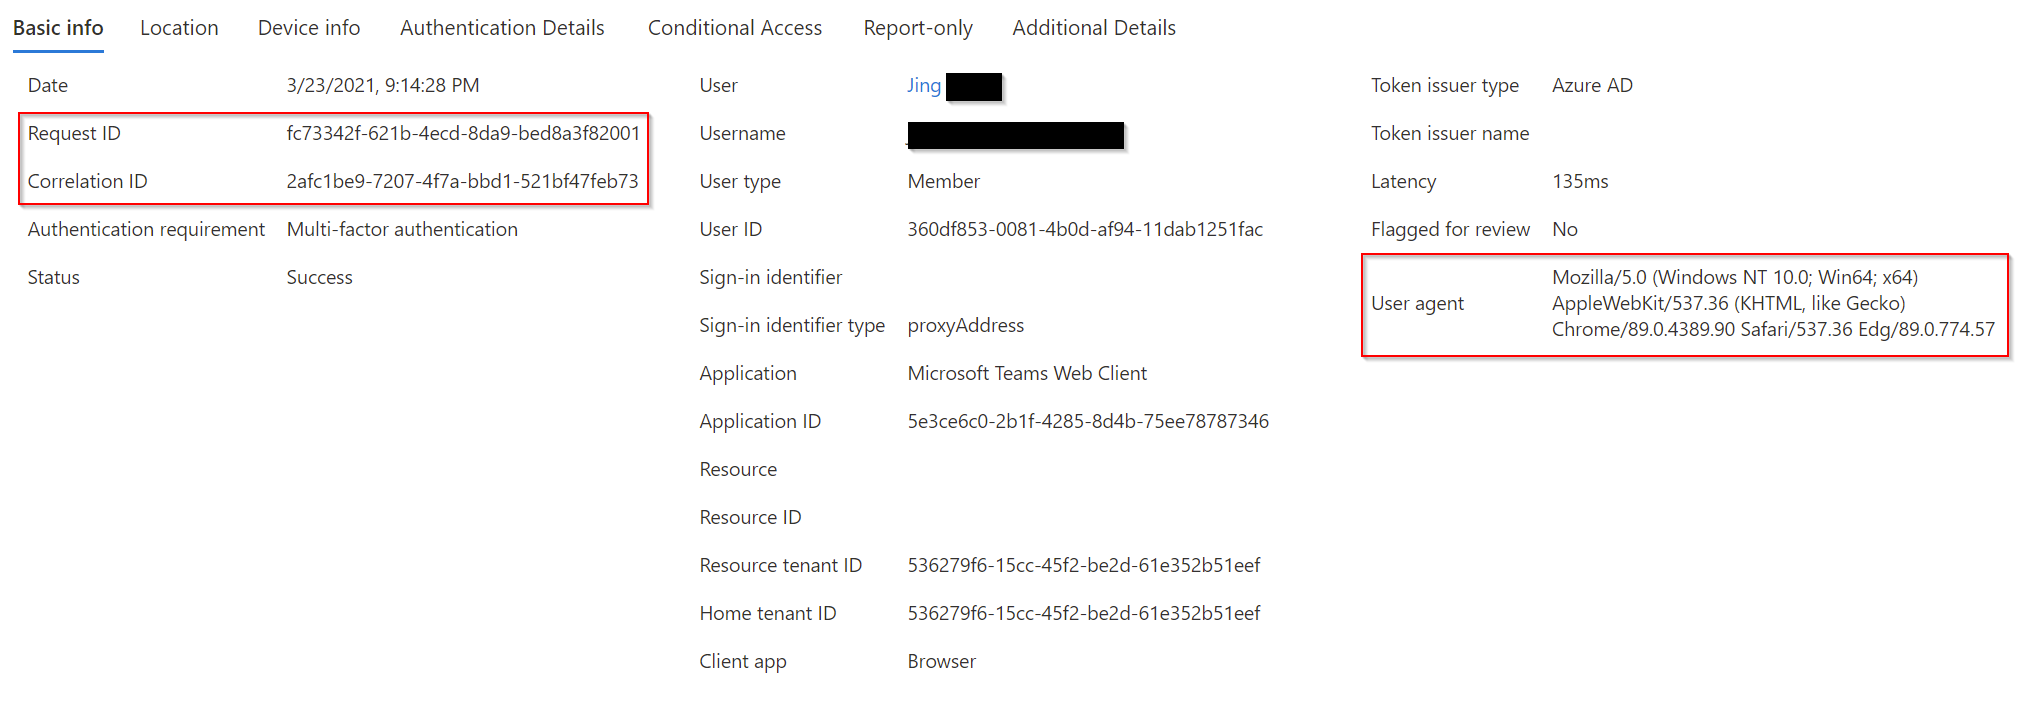 Basic info Location Device info Authentication Details Conditional Access Report-only Additional Details
Date 3/23/2021, 9:14:28 PM
Request ID fc73342f-621b-4ecd-8da9-bed8a3f82001
Correlation ID 2afc1be9-7207-4f7a-bbd1-521bf47feb73
Authentication requirement Multi-factor authentication
Status Success
User Jing
Username
User type Member
User ID 360df853-0081-4b0d-af94-11dab1251fac
Sign-in identifier
Sign-in identifier type proxyAddress
Application Microsoft Teams Web Client
Application ID 5e3ce6c0-2b1f-4285-8d4b-75ee78787346
Resource
Resource ID
Resource tenant ID 536279f6-15cc-45f2-be2d-61e352b51eef
Home tenant ID 536279f6-15cc-45f2-be2d-61e352b51eef
Client app Browser
Token issuer type Azure AD
Token issuer name
Latency 135ms
Flagged for review No
User agent Mozilla/5.0 (Windows NT 10.0; Win64; x64)
AppleWebKit/537.36 (KHTML, like Gecko)
Chrome/89.0.4389.90 Safari/537.36 Edg/89.0.774.57